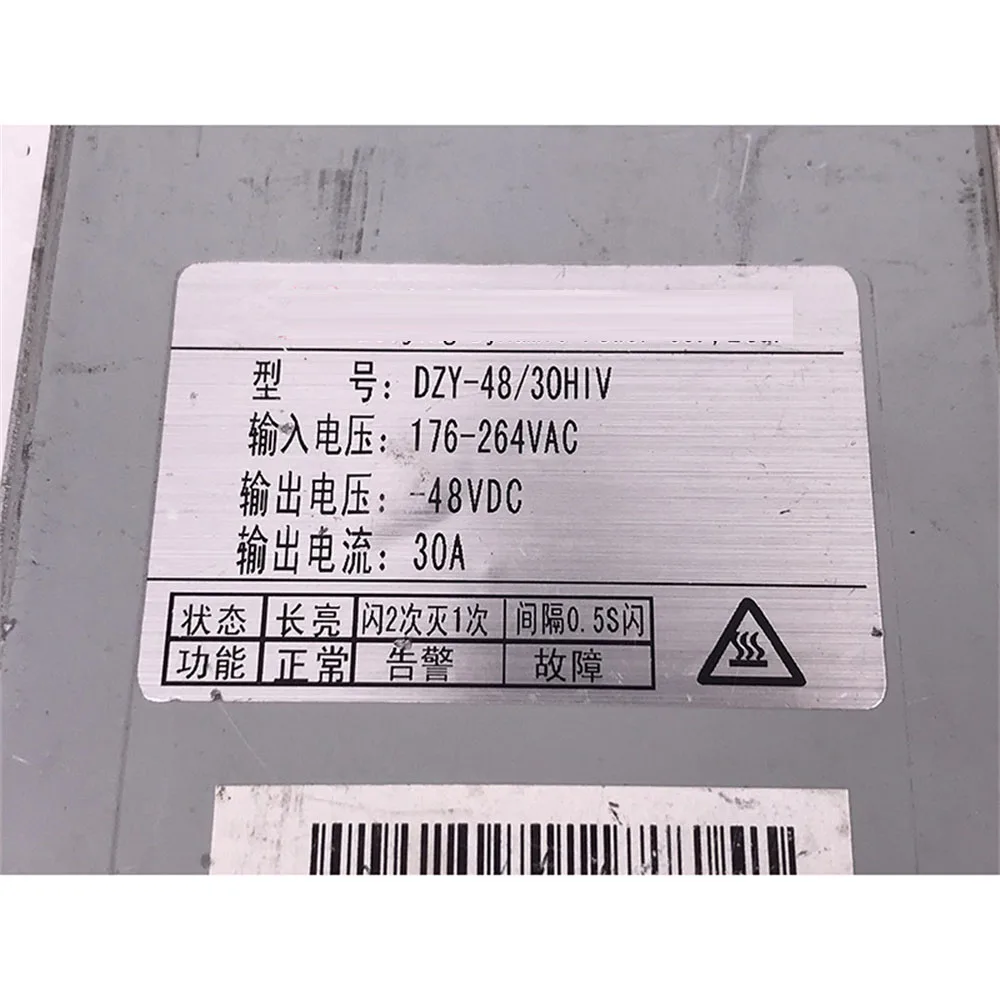 型 号: DZY-48/30HIV
输入电压: 176-264VAC
输出电压: -48VDC
输出电流: 30A
状态 长亮 闪2次灭1次 间隔0.5S闪
功能 正常 告警 故障